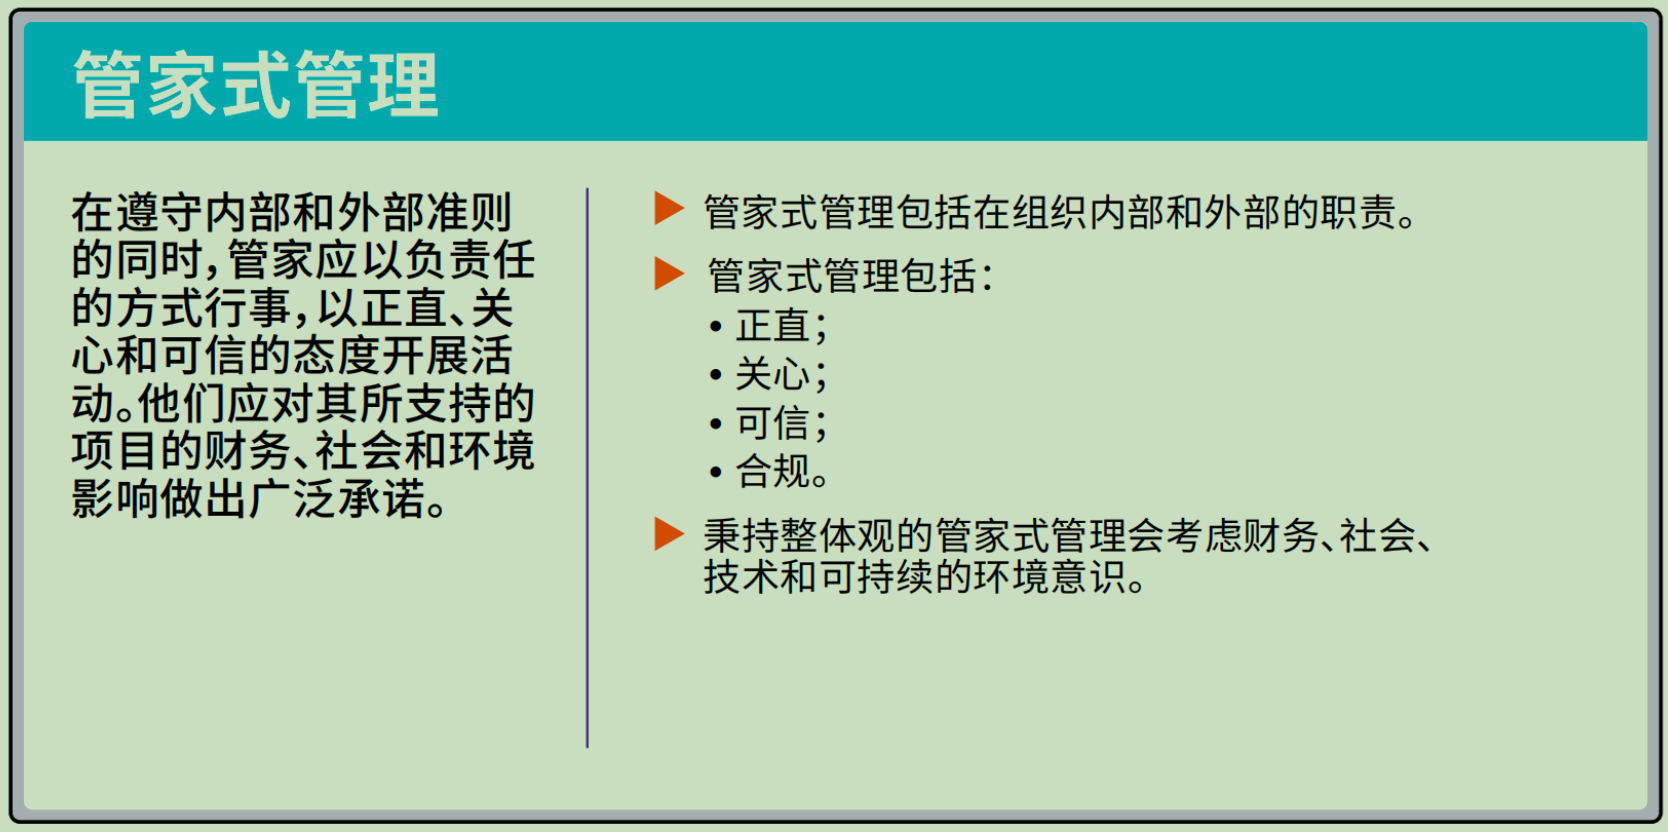 管家式管理
在遵守内部和外部准则
的同时，管家应以负责任
的方式行事，以正直、关
心和可信的态度开展活
动。他们应对其所支持的
项目的财务、社会和环境
影响做出广泛承诺。
▶ 管家式管理包括在组织内部和外部的职责。
▶ 管家式管理包括：
• 正直；
• 关心；
• 可信；
• 合规。
▶ 秉持整体观的管家式管理会考虑财务、社会、
技术和可持续的环境意识。